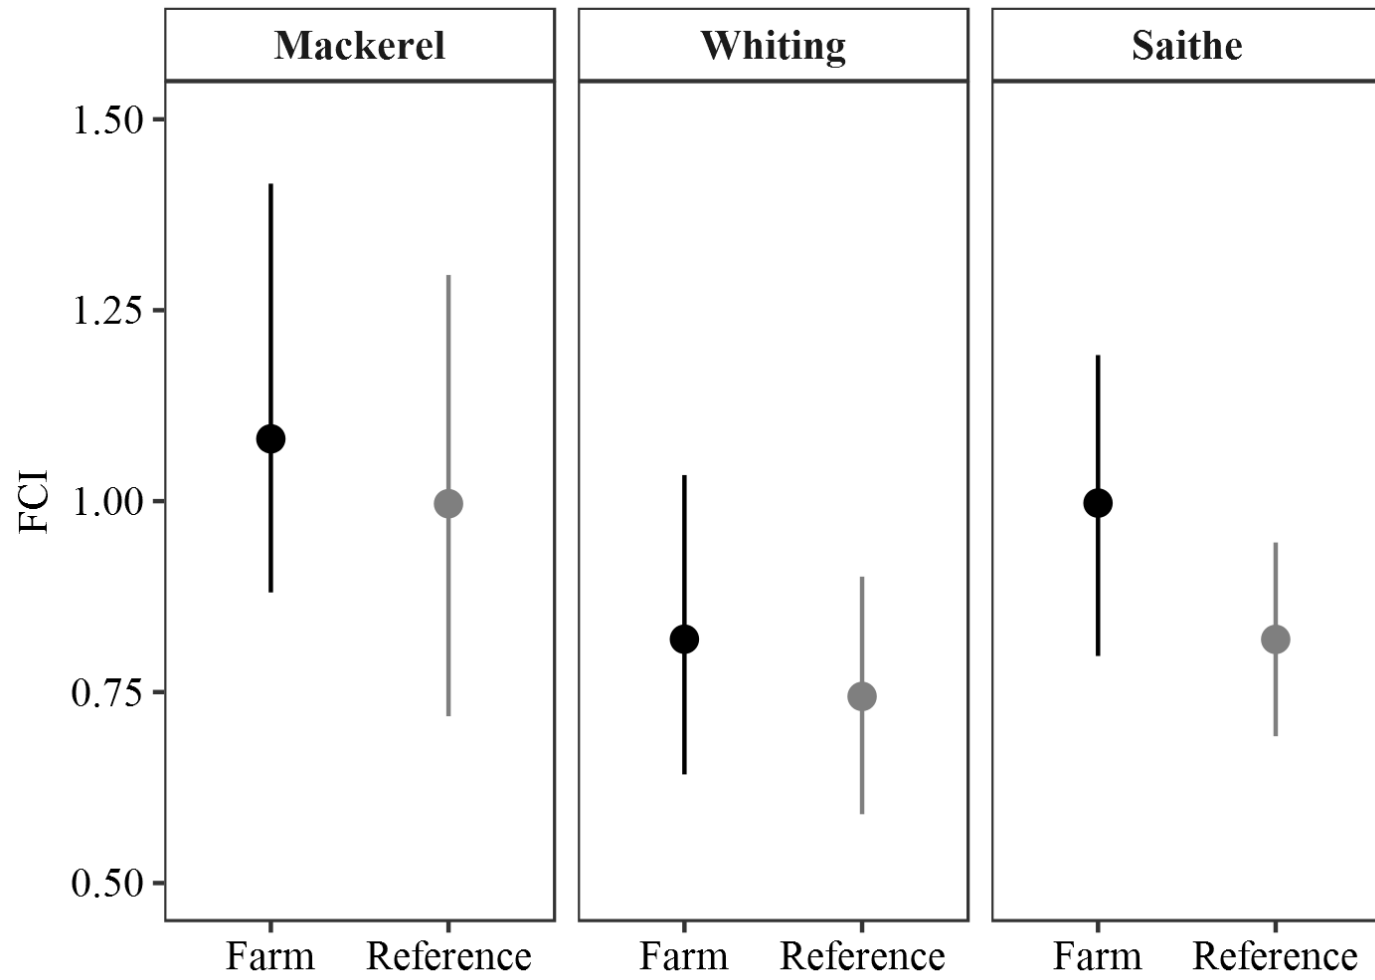 Mackerel
Whiting
Saithe
FCI
1.50
1.25
1.00
0.75
0.50
Farm Reference
Farm Reference
Farm Reference